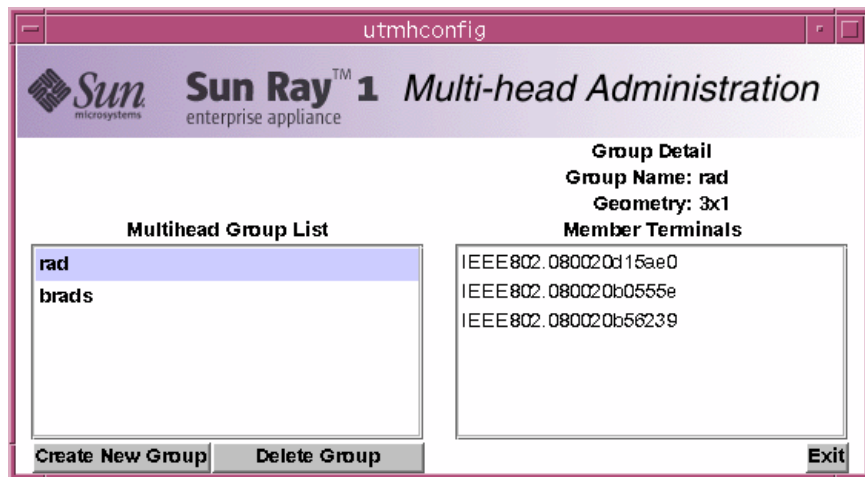 utmhconfig
Sun microsystems
Sun Ray™ 1 enterprise appliance
Multi-head Administration
Group Detail
Group Name: rad
Geometry: 3x1
Multihead Group List
Member Terminals
rad
brads
IEEE802.080020d15ae0
IEEE802.080020b0555e
IEEE802.080020b56239
Create New Group
Delete Group
Exit